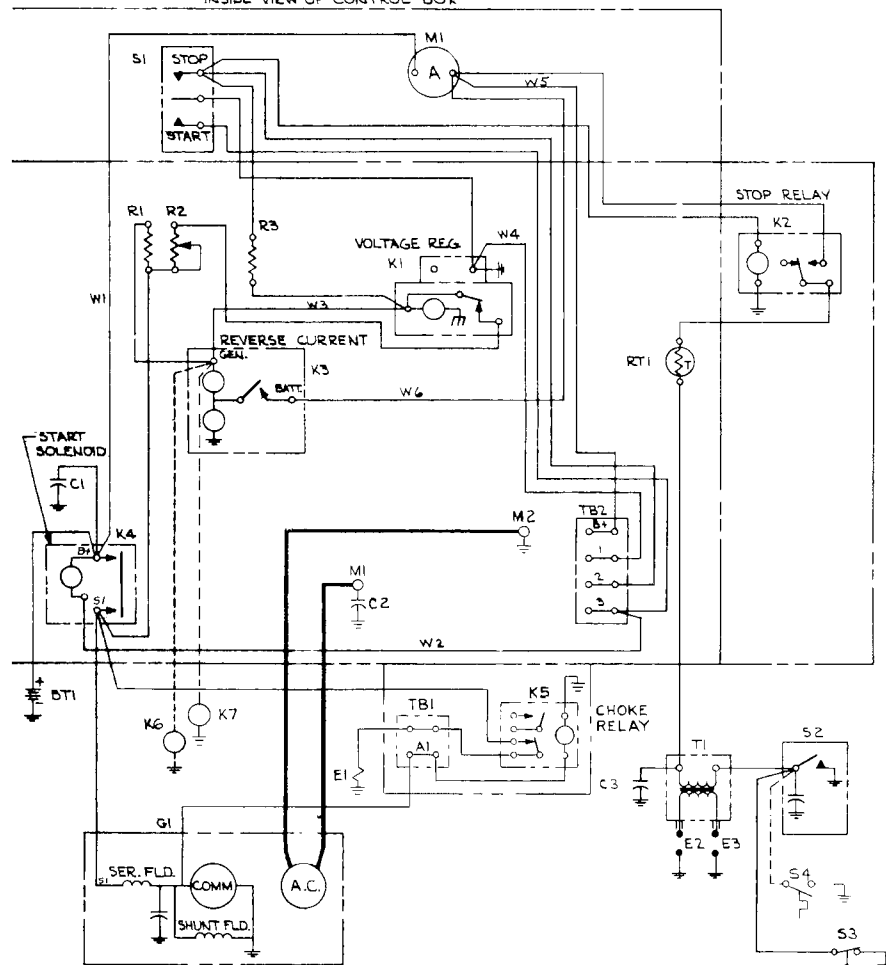 INSIDE VIEW OF CONTROL BOX
M1
S1
STOP
A
W5
START
STOP RELAY
R1
R2
R3
K2
VOLTAGE REG.
W4
K1
W1
W3
REVERSE CURRENT
GEN.
K3
RT1
T
BATT.
W6
START
SOLENOID
C1
TB2
M2
K4
B+
B+
1
M1
2
C2
S1
3
W2
+
BT1
K5
TB1
CHOKE
RELAY
K7
K6
T1
S2
A1
E1
C3
G1
E2
E3
SER. FLD.
S1
COMM
A.C.
S4
SHUNT FLD.
S3